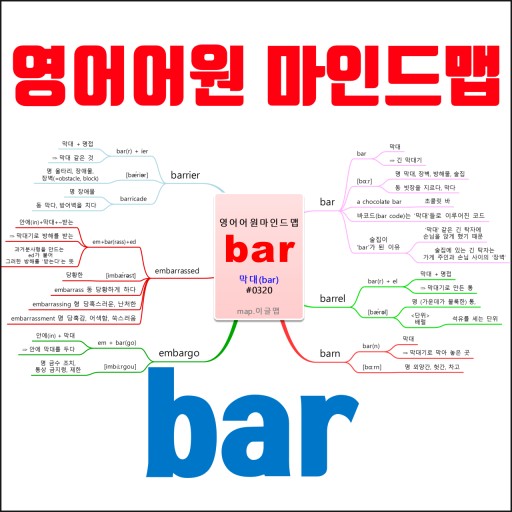 영어어원 마인드맵
영어어원마인드맵
bar
막대(bar)
#0320
map.이글맵
barrier
막대 + 명접
⇨ 막대 같은 것
bar(r) + ier
명 울타리, 장애물,
장벽(=obstacle, block)
[bǽriər]
명 장애물
동 막다, 방어벽을 치다
barricade
embarrassed
안에(in)+막대+~받는
⇨ 막대기로 방해를 받는
과거분사형을 만드는
ed가 붙어
그러한 방해를 '받는다'는 뜻
em+bar(rass)+ed
당황한
[imbǽrəst]
embarrass 동 당황하게 하다
embarrassing 형 당혹스러운, 난처한
embarrassment 명 당혹감, 어색함, 쑥스러움
embargo
안에(in) + 막대
⇨ 안에 막대를 두다
em + bar(go)
명 금수 조치,
통상 금지령, 제한
[imbɑ́ːrgou]
bar
bar
막대
⇨ 긴 막대기
[bɑːr]
명 막대, 장벽, 방해물, 술집
동 빗장을 지르다, 막다
a chocolate bar 초콜릿 바
바코드(bar code)는 '막대'들로 이루어진 코드
술집이
'bar'가 된 이유
'막대' 같은 긴 탁자에
손님을 앉게 했기 때문
술집에 있는 긴 탁자는
가게 주인과 손님 사이의 '장벽'
barrel
bar(r) + el
막대 + 명접
⇨ 막대기로 만든 통
[bǽrəl]
명 (가운데가 불룩한) 통,
<단위>
배럴
석유를 세는 단위
barn
bar(n)
막대
⇨ 막대기로 막아 놓은 곳
[bɑːrn] 명 외양간, 헛간, 차고
bar